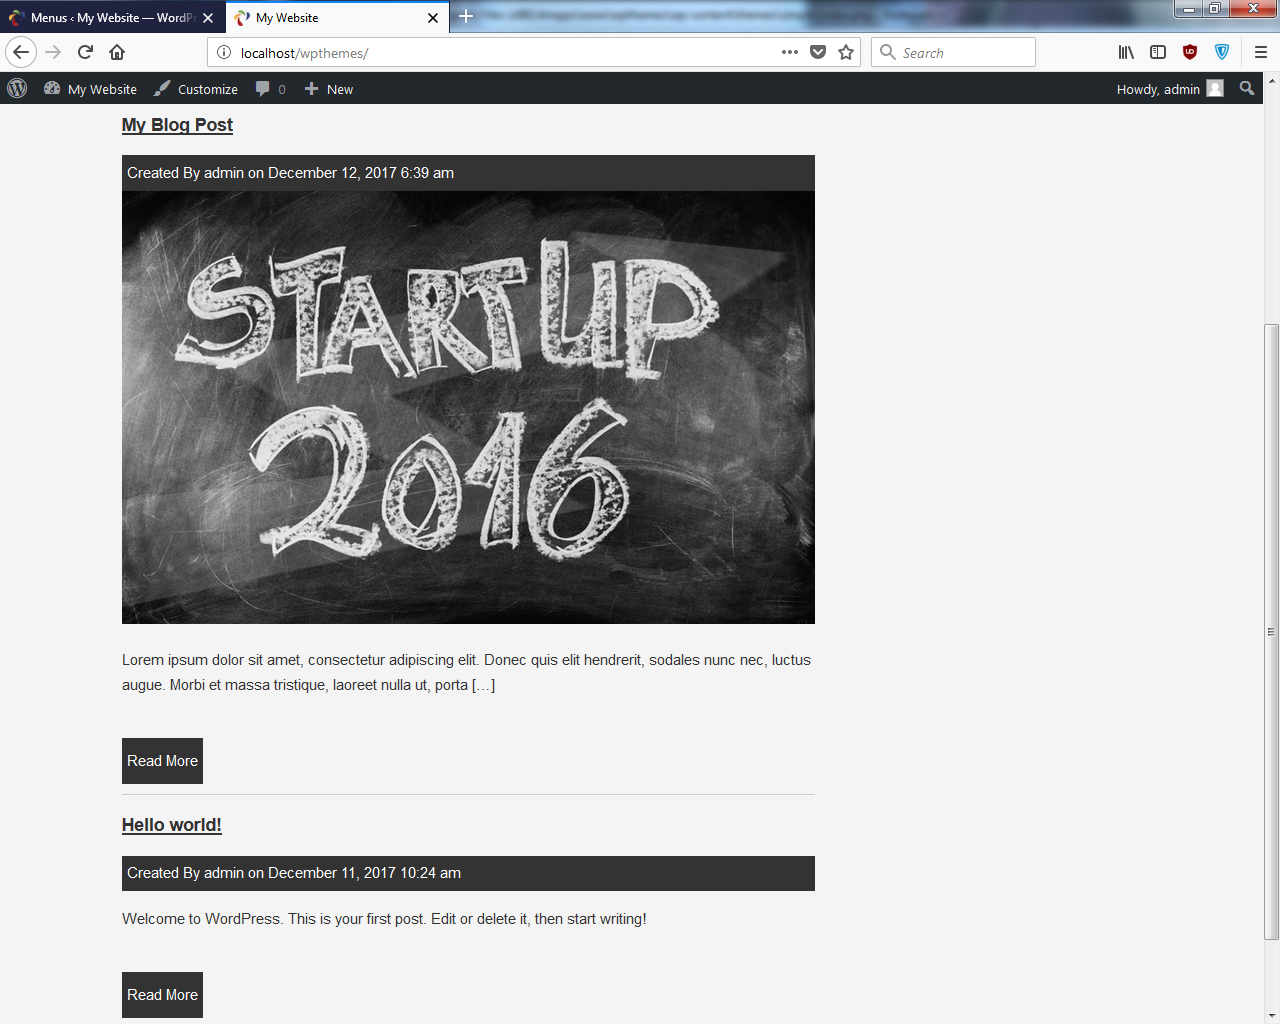 Menus ‹ My Website — WordP
My Website
localhost/wpthemes/
Search
My Website
Customize
0
New
Howdy, admin
My Blog Post
Created By admin on December 12, 2017 6:39 am
STARTUP
2016
Lorem ipsum dolor sit amet, consectetur adipiscing elit. Donec quis elit hendrerit, sodales nunc nec, luctus
augue. Morbi et massa tristique, laoreet nulla ut, porta […]
Read More
Hello world!
Created By admin on December 11, 2017 10:24 am
Welcome to WordPress. This is your first post. Edit or delete it, then start writing!
Read More